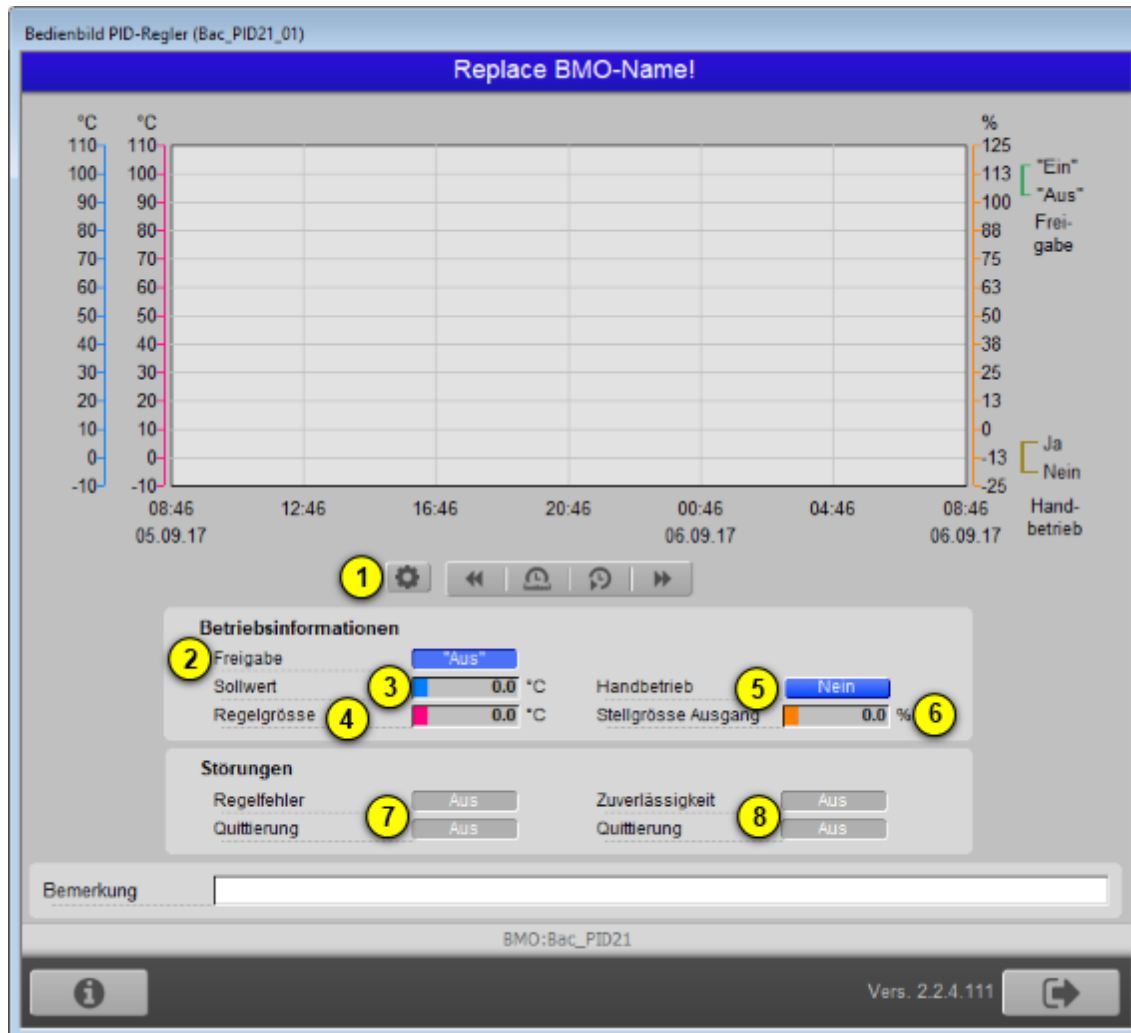 Bedienbild PID-Regler (Bac_PID21_01)
Replace BMO-Name!
°C °C %
110 110 125
100 100 113 "Ein"
90 90 100 "Aus"
80 80 88 Frei-
70 70 75 gabe
60 60 63
50 50 50
40 40 38
30 30 25
20 20 13
10 10 0 Ja
0 0 -13 Nein
-10 -10 -25
08:46 12:46 16:46 20:46 00:46 04:46 08:46 Hand-
05.09.17 06.09.17 06.09.17 betrieb
1
Betriebsinformationen
2 Freigabe "Aus"
Sollwert 3 0.0 °C Handbetrieb 5 Nein
Regelgrösse 4 0.0 °C Stellgrösse Ausgang 0.0 % 6
Störungen
Regelfehler Aus Zuverlässigkeit Aus
7 8
Quittierung Aus Quittierung Aus
Bemerkung
BMO:Bac_PID21
Vers. 2.2.4.111